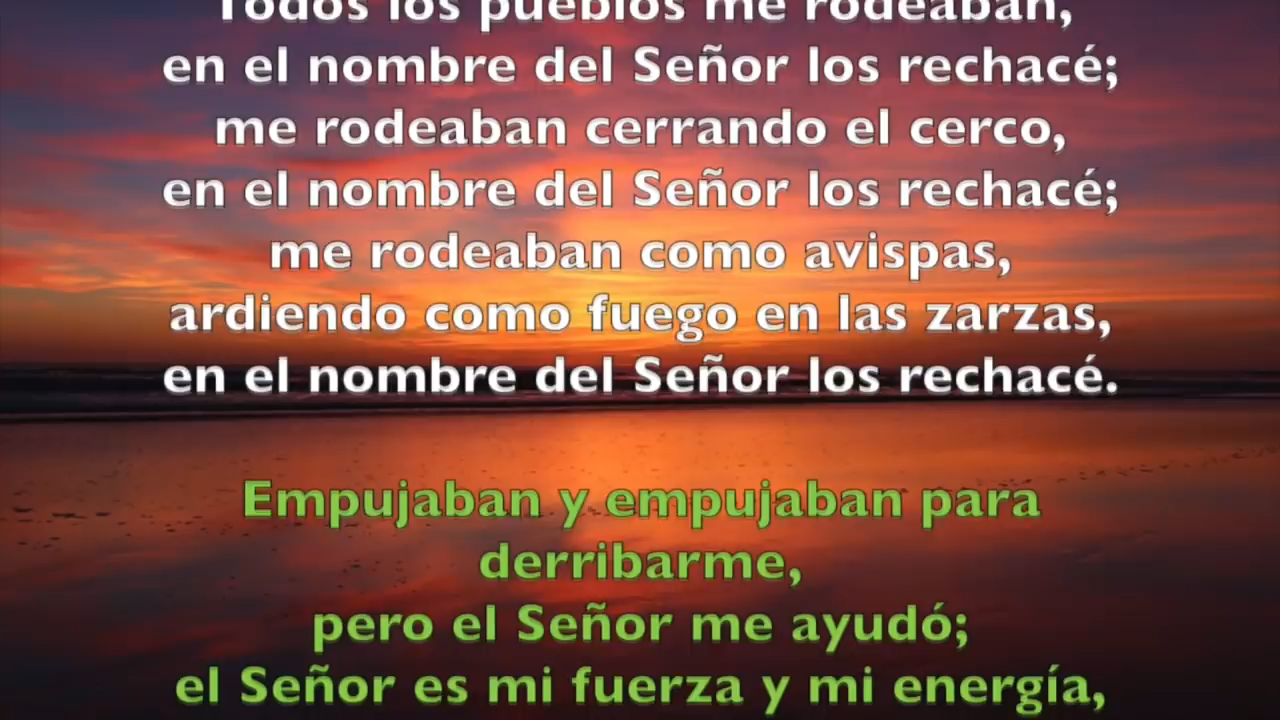 Todos los pueblos me rodeaban,
en el nombre del Señor los rechacé;
me rodeaban cerrando el cerco,
en el nombre del Señor los rechacé;
me rodeaban como avispas,
ardiendo como fuego en las zarzas,
en el nombre del Señor los rechacé.
Empujaban y empujaban para
derribarme,
pero el Señor me ayudó;
el Señor es mi fuerza y mi energía,